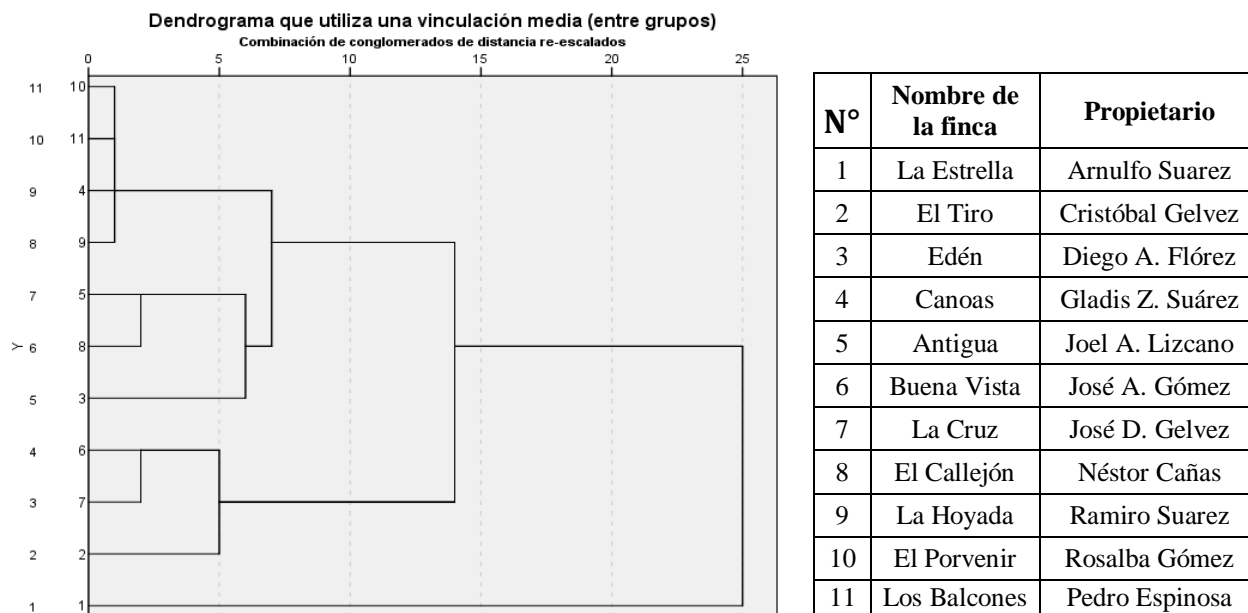 Dendrograma que utiliza una vinculación media (entre grupos)
Combinación de conglomerados de distancia re-escalados
0 5 10 15 20 25
11 10
10 11
9 4
8 9
7 5
Y 6 8
5 3
4 6
3 7
2 2
1 1
N° Nombre de la finca Propietario
1 La Estrella Arnulfo Suarez
2 El Tiro Cristóbal Gelvez
3 Edén Diego A. Flórez
4 Canoas Gladis Z. Suárez
5 Antigua Joel A. Lizcano
6 Buena Vista José A. Gómez
7 La Cruz José D. Gelvez
8 El Callejón Néstor Cañas
9 La Hoyada Ramiro Suarez
10 El Porvenir Rosalba Gómez
11 Los Balcones Pedro Espinosa